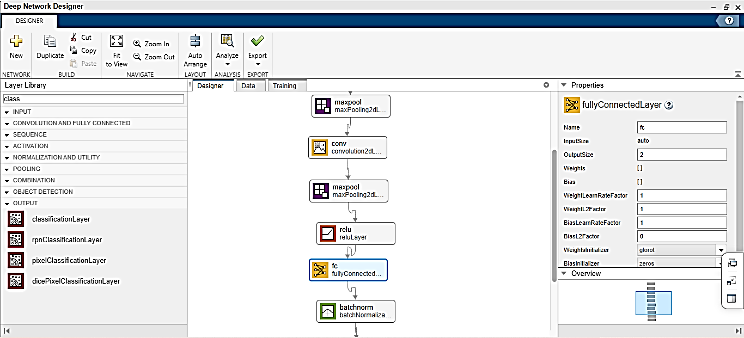 Deep Network Designer
DESIGNER
New
Duplicate
Cut
Copy
Paste
Fit
to View
Zoom In
Zoom Out
Auto
Arrange
Analyze
Export
NETWORK
BUILD
NAVIGATE
LAYOUT
ANALYSIS
EXPORT
Layer Library
class
INPUT
CONVOLUTION AND FULLY CONNECTED
SEQUENCE
ACTIVATION
NORMALIZATION AND UTILITY
POOLING
COMBINATION
OBJECT DETECTION
OUTPUT
classificationLayer
rpnClassificationLayer
pixelClassificationLayer
dicePixelClassificationLayer
Designer
Data
Training
maxpool
maxPooling2dL...
conv
convolution2dL...
maxpool
maxPooling2dL...
relu
reluLayer
fc
fullyConnected...
batchnorm
batchNormaliza...
Properties
fullyConnectedLayer
Name fc
InputSize auto
OutputSize 2
Weights [ ]
Bias [ ]
WeightLearnRateFactor 1
WeightL2Factor 1
BiasLearnRateFactor 1
BiasL2Factor 0
WeightsInitializer glorot
BiasInitializer zeros
Overview